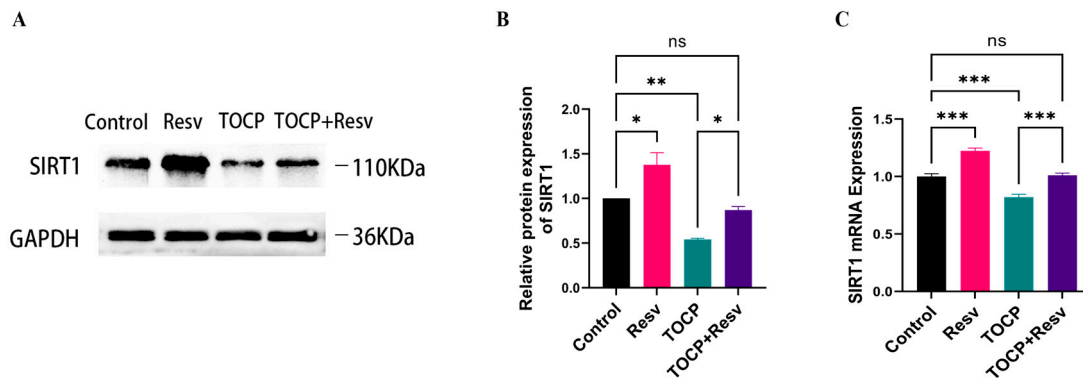 A
Control Resv TOCP TOCP+Resv
SIRT1
110KDa
GAPDH
36KDa
B
ns
**
*
*
Relative protein expression
of SIRT1
2.0
1.5
1.0
0.5
0.0
Control
Resv
TOCP
TOCP+Resv
C
ns
***
***
***
SIRT1 mRNA Expression
1.5
1.0
0.5
0.0
Control
Resv
TOCP
TOCP+Resv